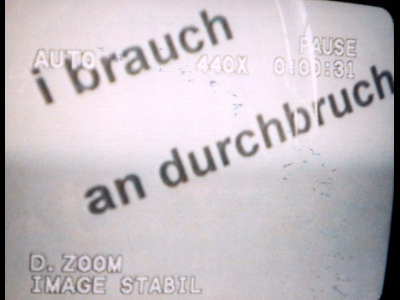 i brauch
AUTO
PAUSE
440X 0:00:31
an durchbruch
D. ZOOM
IMAGE STABIL